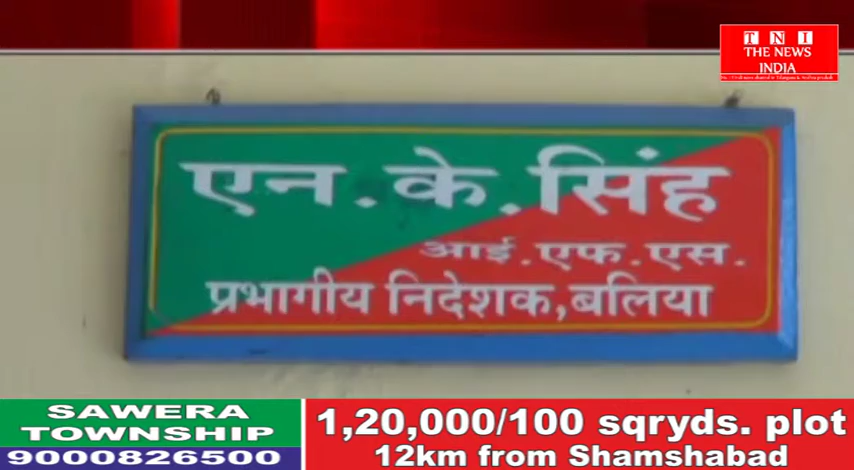 T N I
THE NEWS
INDIA
एन.के.सिंह
आई.एफ.एस.
प्रभागीय निदेशक,बलिया
SAWERA
TOWNSHIP
9000826500
1,20,000/100 sqryds. plot
12km from Shamshabad